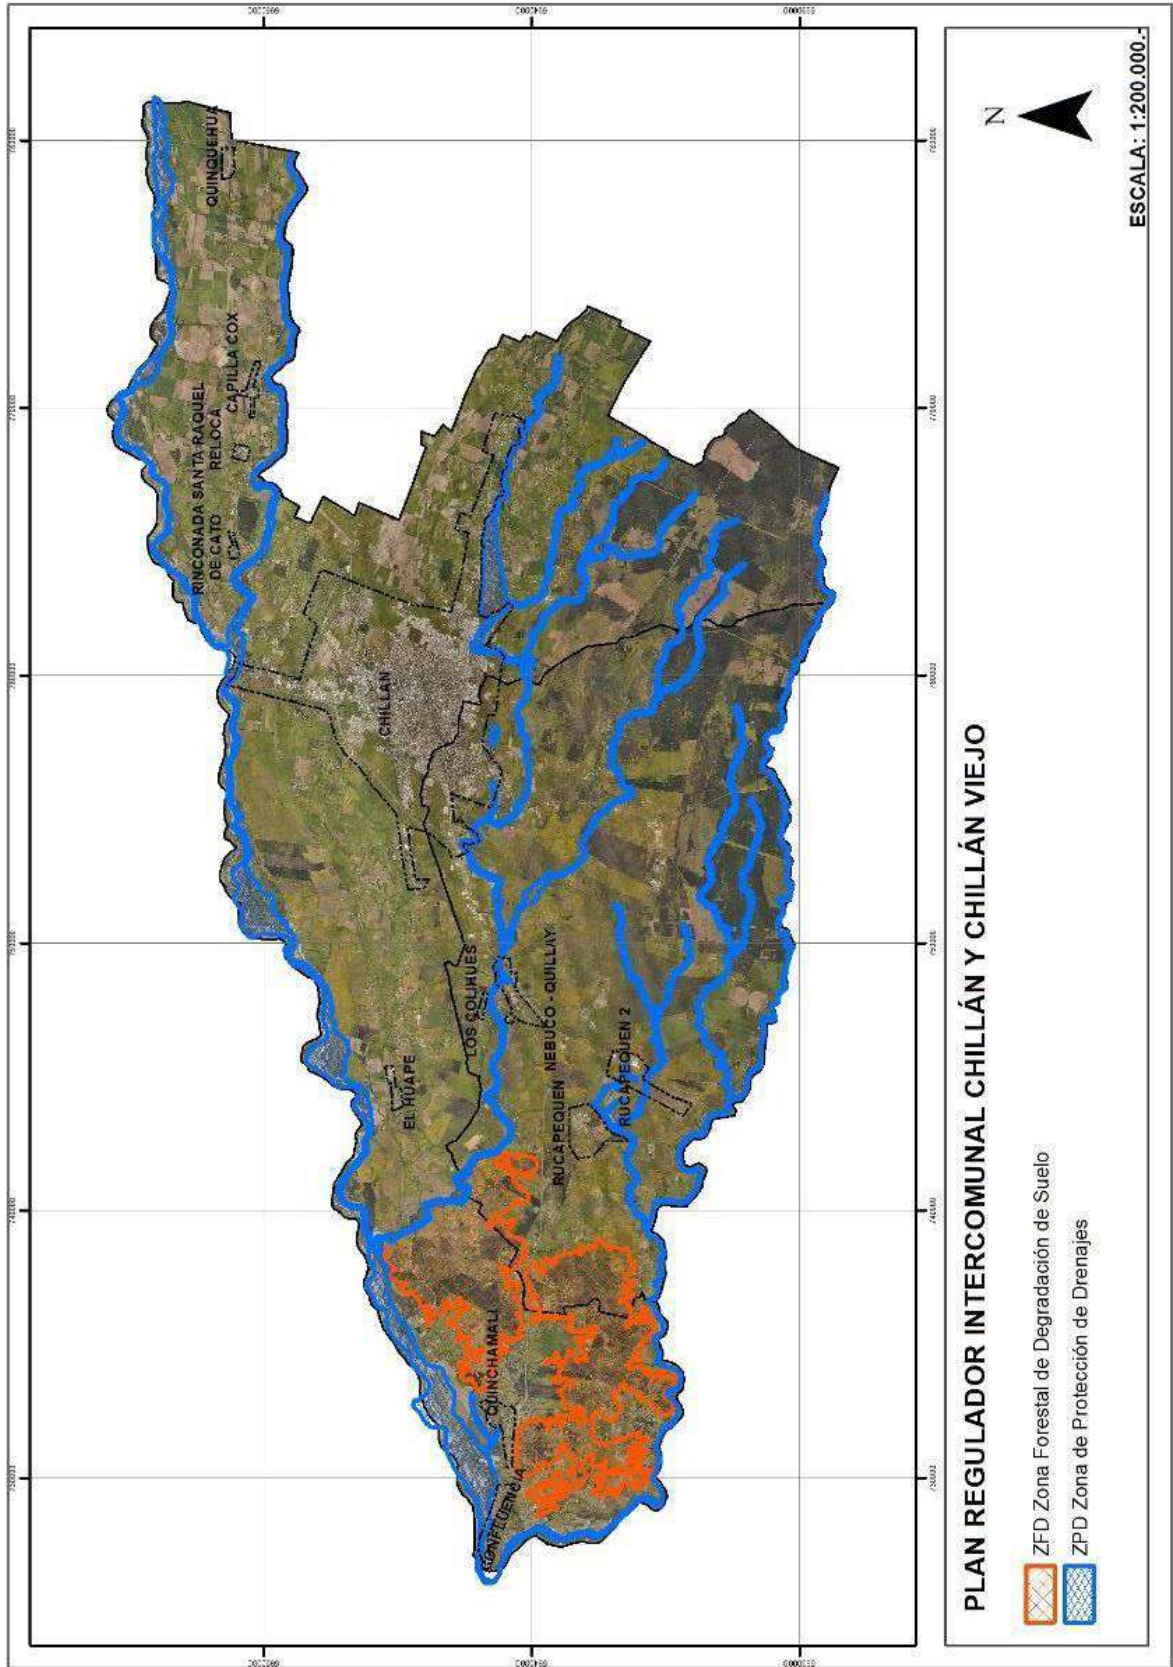 QUINQUEHUA
CAPILLA COX
RINCONADA SANTA RAQUEL
DE CATO RELOCA
CHILLAN
LOS COLIHUES
EL HUAPE
NEBUCO -QUILLAY
RUCAPEQUEN
RUCAPEQUEN 2
QUINCHAMALI
CONFLUENCIA
PLAN REGULADOR INTERCOMUNAL CHILLÁN Y CHILLÁN VIEJO
ZFD Zona Forestal de Degradación de Suelo
ZPD Zona de Protección de Drenajes
N
ESCALA: 1:200.000.-